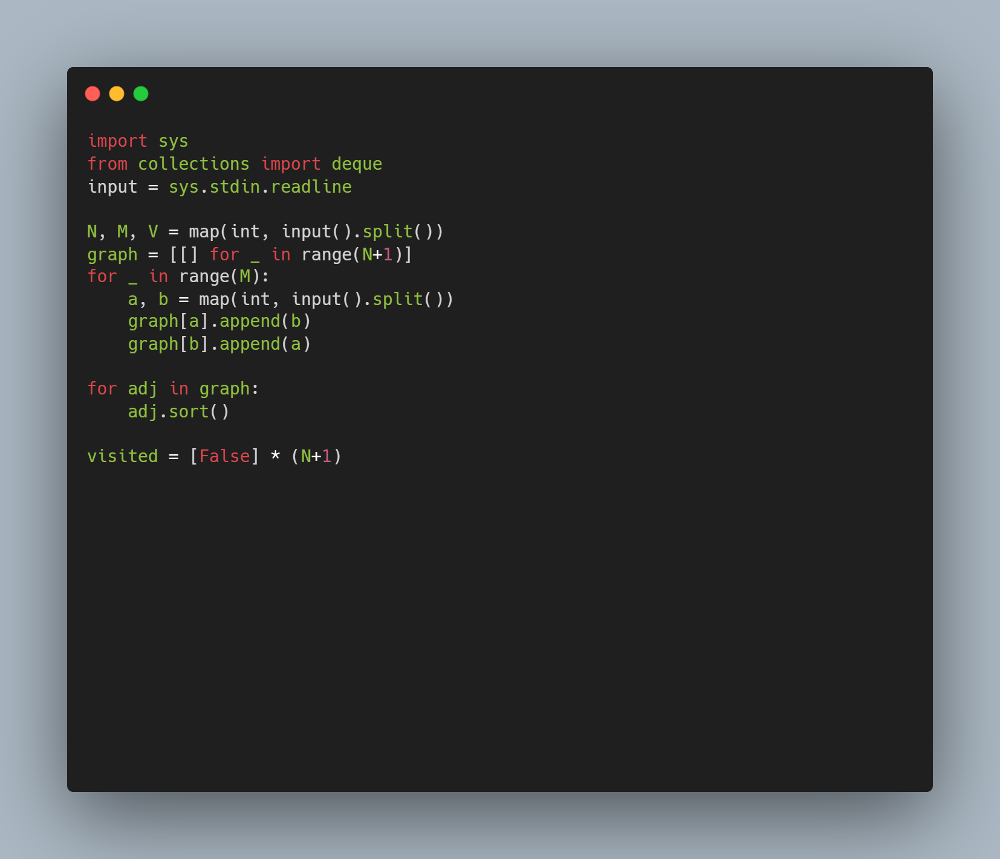 import sys
from collections import deque
input = sys.stdin.readline

N, M, V = map(int, input().split())
graph = [[] for _ in range(N+1)]
for _ in range(M):
    a, b = map(int, input().split())
    graph[a].append(b)
    graph[b].append(a)

for adj in graph:
    adj.sort()

visited = [False] * (N+1)